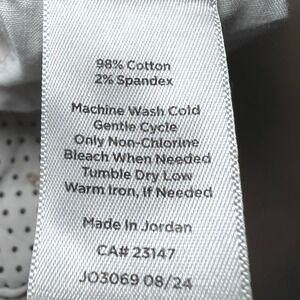 98% Cotton
2% Spandex
Machine Wash Cold
Gentle Cycle
Only Non-Chlorine
Bleach When Needed
Tumble Dry Low
Warm Iron, If Needed
Made In Jordan
CA# 23147
JO3069 08/24